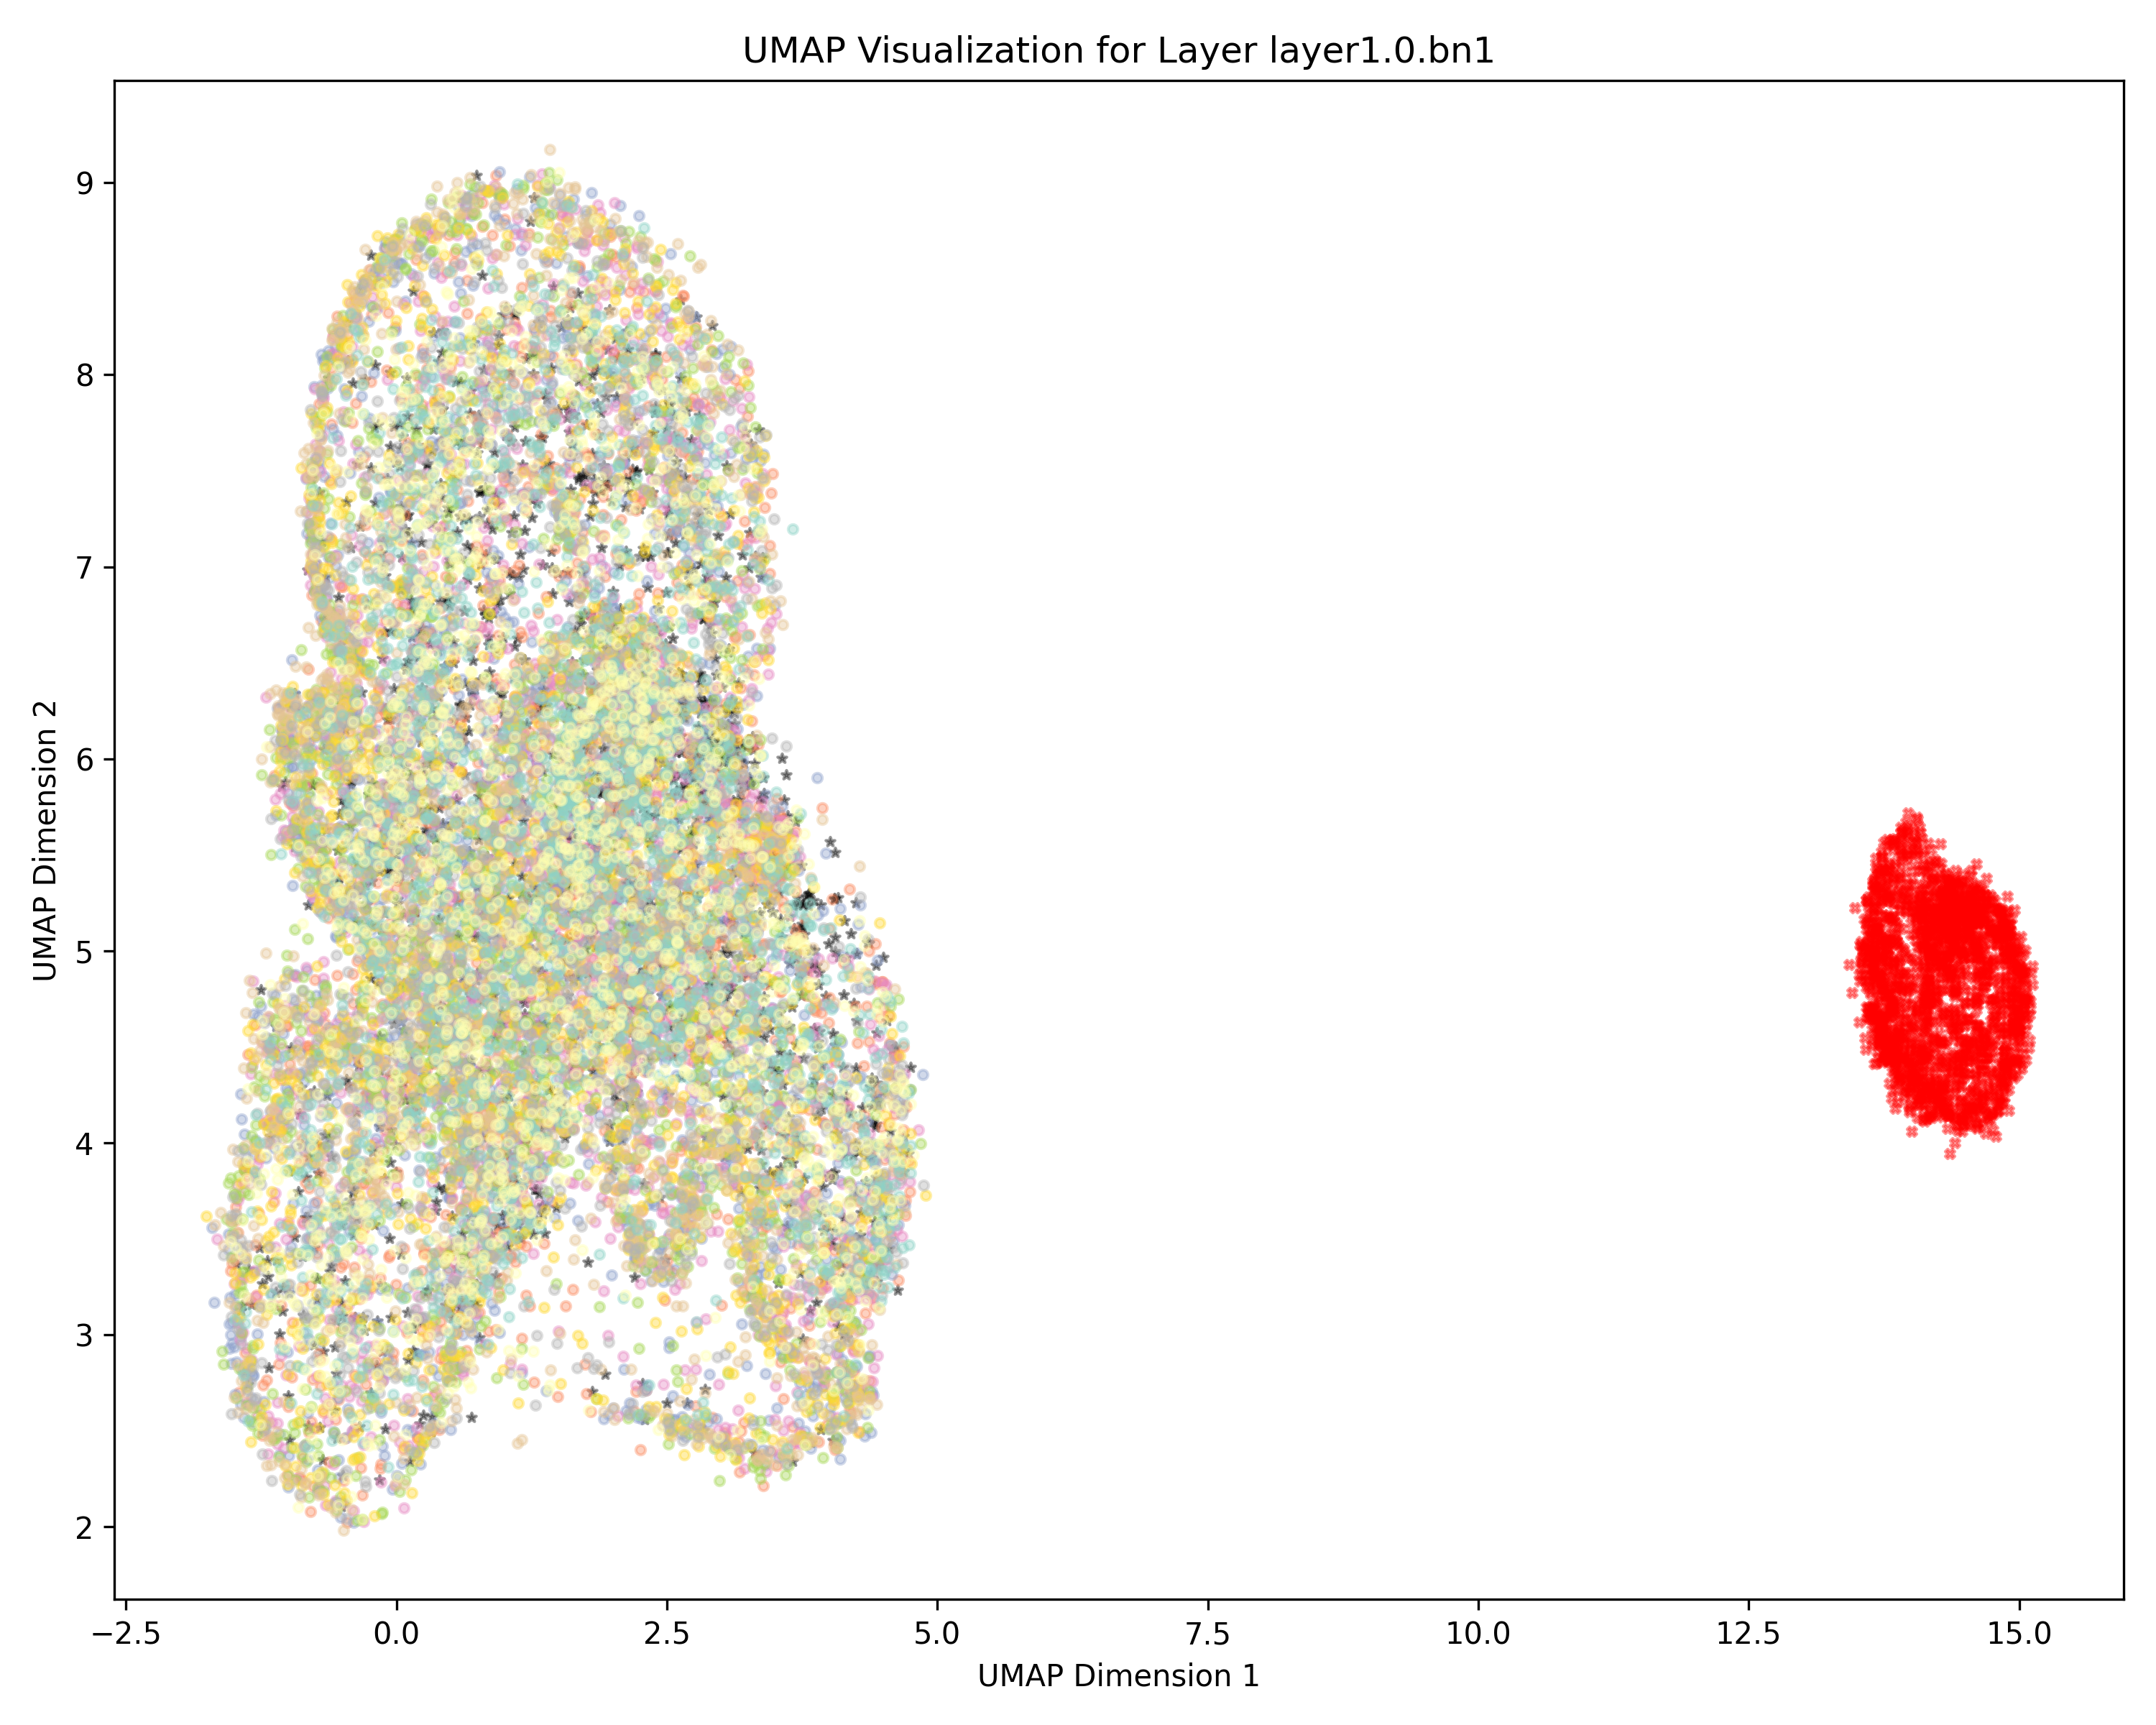 UMAP Visualization for Layer layer1.0.bn1
9
8
7
6
5
4
3
2
UMAP Dimension 2
−2.5 0.0 2.5 5.0 7.5 10.0 12.5 15.0
UMAP Dimension 1